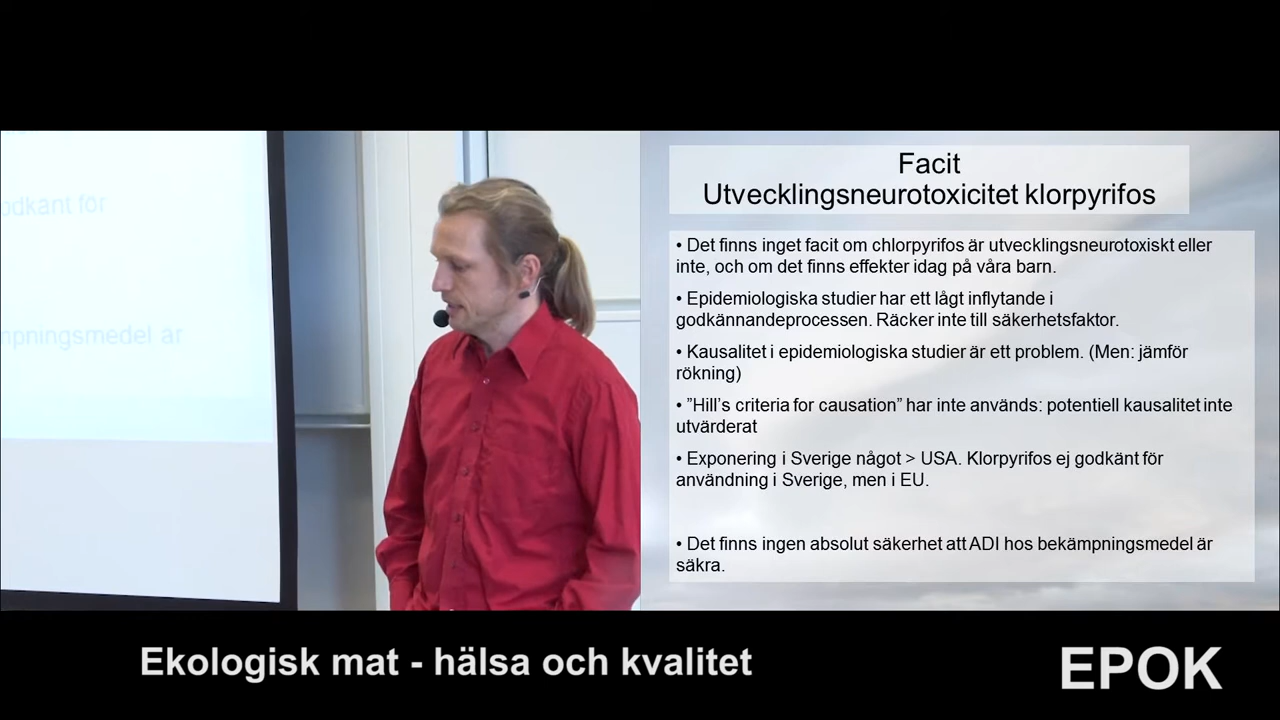 odkänt för
mpningsmedel är
Facit
Utvecklingsneurotoxicitet klorpyrifos
• Det finns inget facit om chlorpyrifos är utvecklingsneurotoxiskt eller
inte, och om det finns effekter idag på våra barn.
• Epidemiologiska studier har ett lågt inflytande i
godkännandeprocessen. Räcker inte till säkerhetsfaktor.
• Kausalitet i epidemiologiska studier är ett problem. (Men: jämför
rökning)
• ”Hill’s criteria for causation” har inte används: potentiell kausalitet inte
utvärderat
• Exponering i Sverige något > USA. Klorpyrifos ej godkänt för
användning i Sverige, men i EU.
• Det finns ingen absolut säkerhet att ADI hos bekämpningsmedel är
säkra.
Ekologisk mat - hälsa och kvalitet
EPOK